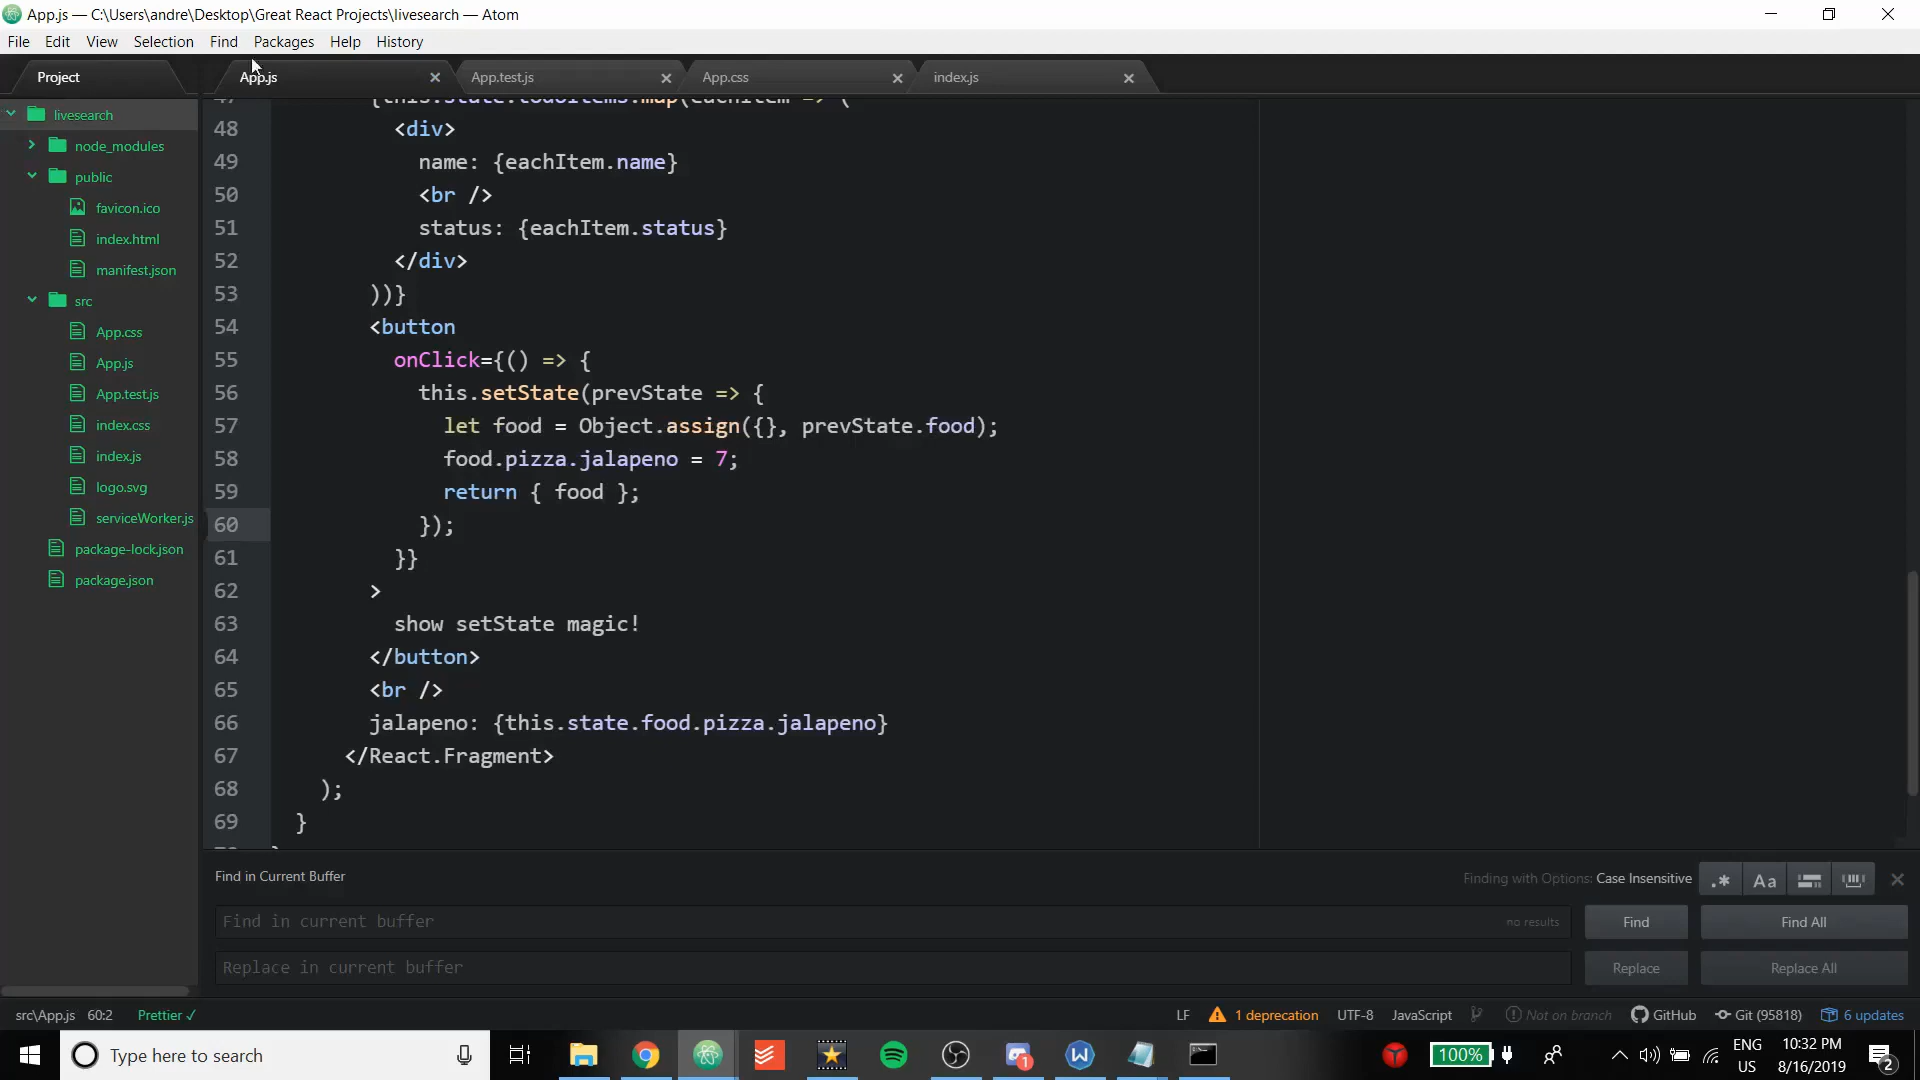 App.js — C:\Users\andre\Desktop\Great React Projects\livesearch — Atom
File Edit View Selection Find Packages Help History
Project App.js App.test.js App.css index.js
livesearch
node_modules
public
favicon.ico
index.html
manifest.json
src
App.css
App.js
App.test.js
index.css
index.js
logo.svg
serviceWorker.js
package-lock.json
package.json
47 {this.state.todoItems.map(eachItem => (
48 <div>
49 name: {eachItem.name}
50 <br />
51 status: {eachItem.status}
52 </div>
53 ))}
54 <button
55 onClick={() => {
56 this.setState(prevState => {
57 let food = Object.assign({}, prevState.food);
58 food.pizza.jalapeno = 7;
59 return { food };
60 });
61 }}
62 >
63 show setState magic!
64 </button>
65 <br />
66 jalapeno: {this.state.food.pizza.jalapeno}
67 </React.Fragment>
68 );
69 }
Find in Current Buffer Finding with Options: Case Insensitive .* Aa
Find in current buffer no results Find Find All
Replace in current buffer Replace Replace All
src\App.js 60:2 Prettier ✓ LF 1 deprecation UTF-8 JavaScript Not on branch GitHub Git (95818) 6 updates
Type here to search 1 100% ENG 10:32 PM
US 8/16/2019 2